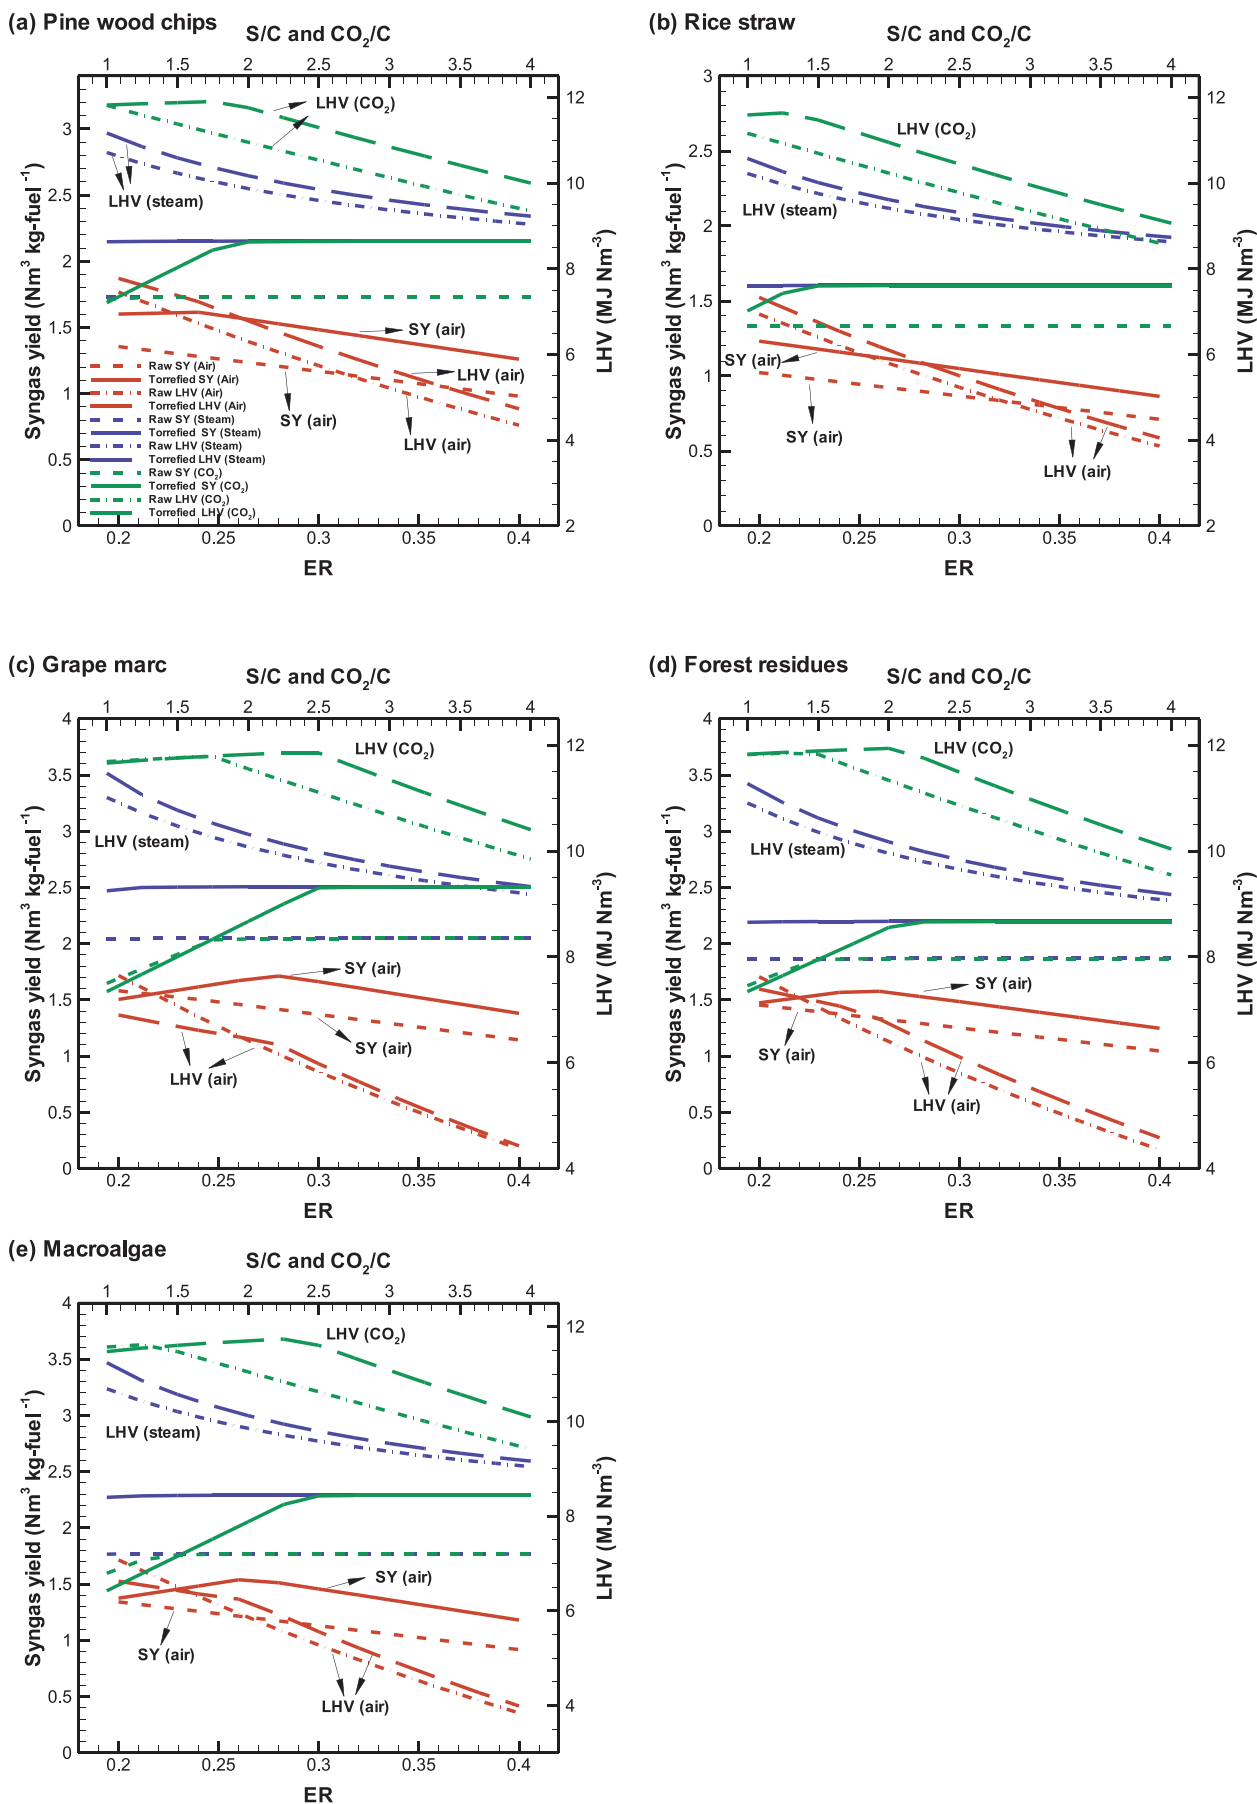 (a) Pine wood chips
S/C and CO₂/C
1 1.5 2 2.5 3 3.5 4
Syngas yield (Nm³ kg-fuel⁻¹)
3
2.5
2
1.5
1
0.5
0
LHV (CO₂)
LHV (steam)
SY (air)
LHV (air)
SY (air)
LHV (air)
Raw SY (Air)
Torrefied SY (Air)
Raw LHV (Air)
Torrefied LHV (Air)
Raw SY (Steam)
Torrefied SY (Steam)
Raw LHV (Steam)
Torrefied LHV (Steam)
Raw SY (CO₂)
Torrefied SY (CO₂)
Raw LHV (CO₂)
Torrefied LHV (CO₂)
12
10
8
6
4
2
LHV (MJ Nm⁻³)
0.2 0.25 0.3 0.35 0.4
ER
(b) Rice straw
S/C and CO₂/C
1 1.5 2 2.5 3 3.5 4
Syngas yield (Nm³ kg-fuel⁻¹)
3
2.5
2
1.5
1
0.5
0
LHV (CO₂)
LHV (steam)
SY (air)
SY (air)
LHV (air)
12
10
8
6
4
2
LHV (MJ Nm⁻³)
0.2 0.25 0.3 0.35 0.4
ER
(c) Grape marc
S/C and CO₂/C
1 1.5 2 2.5 3 3.5 4
Syngas yield (Nm³ kg-fuel⁻¹)
4
3.5
3
2.5
2
1.5
1
0.5
0
LHV (CO₂)
LHV (steam)
SY (air)
SY (air)
LHV (air)
12
10
8
6
4
LHV (MJ Nm⁻³)
0.2 0.25 0.3 0.35 0.4
ER
(d) Forest residues
S/C and CO₂/C
1 1.5 2 2.5 3 3.5 4
Syngas yield (Nm³ kg-fuel⁻¹)
4
3.5
3
2.5
2
1.5
1
0.5
0
LHV (CO₂)
LHV (steam)
SY (air)
SY (air)
LHV (air)
12
10
8
6
4
LHV (MJ Nm⁻³)
0.2 0.25 0.3 0.35 0.4
ER
(e) Macroalgae
S/C and CO₂/C
1 1.5 2 2.5 3 3.5 4
Syngas yield (Nm³ kg-fuel⁻¹)
4
3.5
3
2.5
2
1.5
1
0.5
0
LHV (CO₂)
LHV (steam)
SY (air)
SY (air)
LHV (air)
12
10
8
6
4
LHV (MJ Nm⁻³)
0.2 0.25 0.3 0.35 0.4
ER